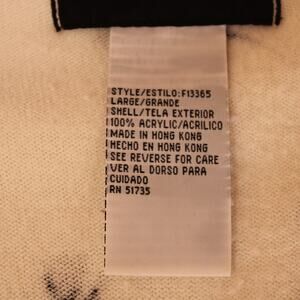 STYLE/ESTILO:F13365
LARGE/GRANDE
SHELL/TELA EXTERIOR
100% ACRYLIC/ACRILICO
MADE IN HONG KONG
HECHO EN HONG KONG
SEE REVERSE FOR CARE
VER AL DORSO PARA
CUIDADO
RN 51735